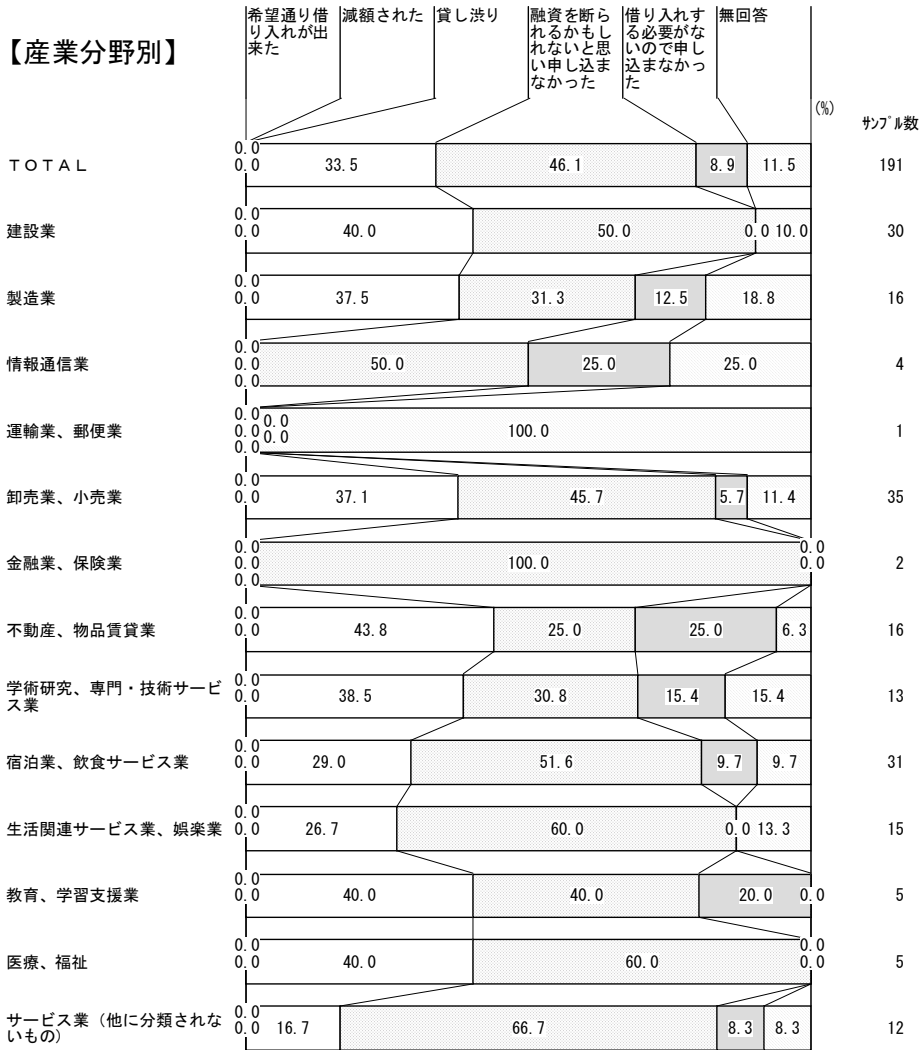 【産業分野別】
希望通り借
り入れが出
来た
減額された
貸し渋り
融資を断ら
れるかもし
れないと思
い申し込ま
なかった
借り入れす
る必要がな
いので申し
込まなかっ
た
無回答
(%)
ｻﾝﾌﾟﾙ数
ＴＯＴＡＬ
0.0
0.0
33.5
46.1
8.9
11.5
191
建設業
0.0
0.0
40.0
50.0
0.0
10.0
30
製造業
0.0
0.0
37.5
31.3
12.5
18.8
16
情報通信業
0.0
0.0
0.0
50.0
25.0
25.0
4
運輸業、郵便業
0.0
0.0
0.0
0.0
0.0
100.0
1
卸売業、小売業
0.0
0.0
37.1
45.7
5.7
11.4
35
金融業、保険業
0.0
0.0
0.0
100.0
0.0
0.0
2
不動産、物品賃貸業
0.0
0.0
43.8
25.0
25.0
6.3
16
学術研究、専門・技術サービ
ス業
0.0
0.0
38.5
30.8
15.4
15.4
13
宿泊業、飲食サービス業
0.0
0.0
29.0
51.6
9.7
9.7
31
生活関連サービス業、娯楽業
0.0
0.0
26.7
60.0
0.0
13.3
15
教育、学習支援業
0.0
0.0
40.0
40.0
20.0
0.0
5
医療、福祉
0.0
0.0
40.0
60.0
0.0
0.0
5
サービス業（他に分類されな
いもの）
0.0
0.0
16.7
66.7
8.3
8.3
12